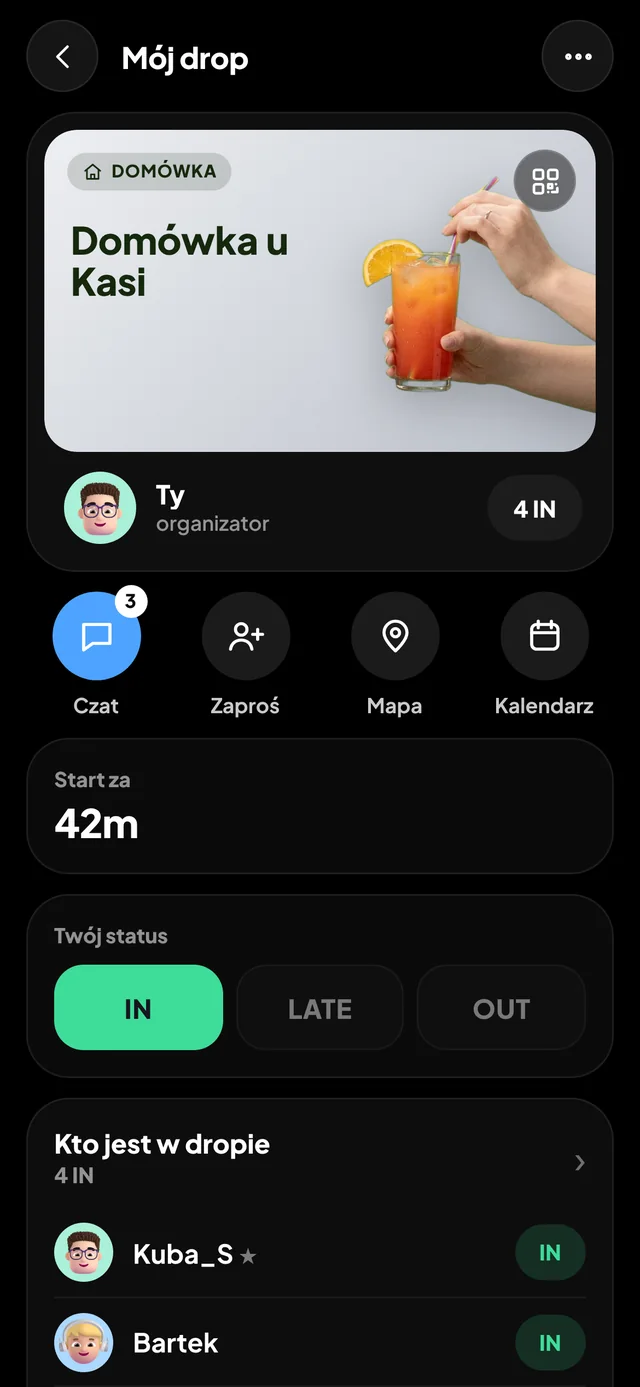 Mój drop
DOMÓWKA
Domówka u
Kasi
Ty
organizator
4 IN
3
Czat
Zaproś
Mapa
Kalendarz
Start za
42m
Twój status
IN
LATE
OUT
Kto jest w dropie
4 IN
Kuba_S ★
IN
Bartek
IN